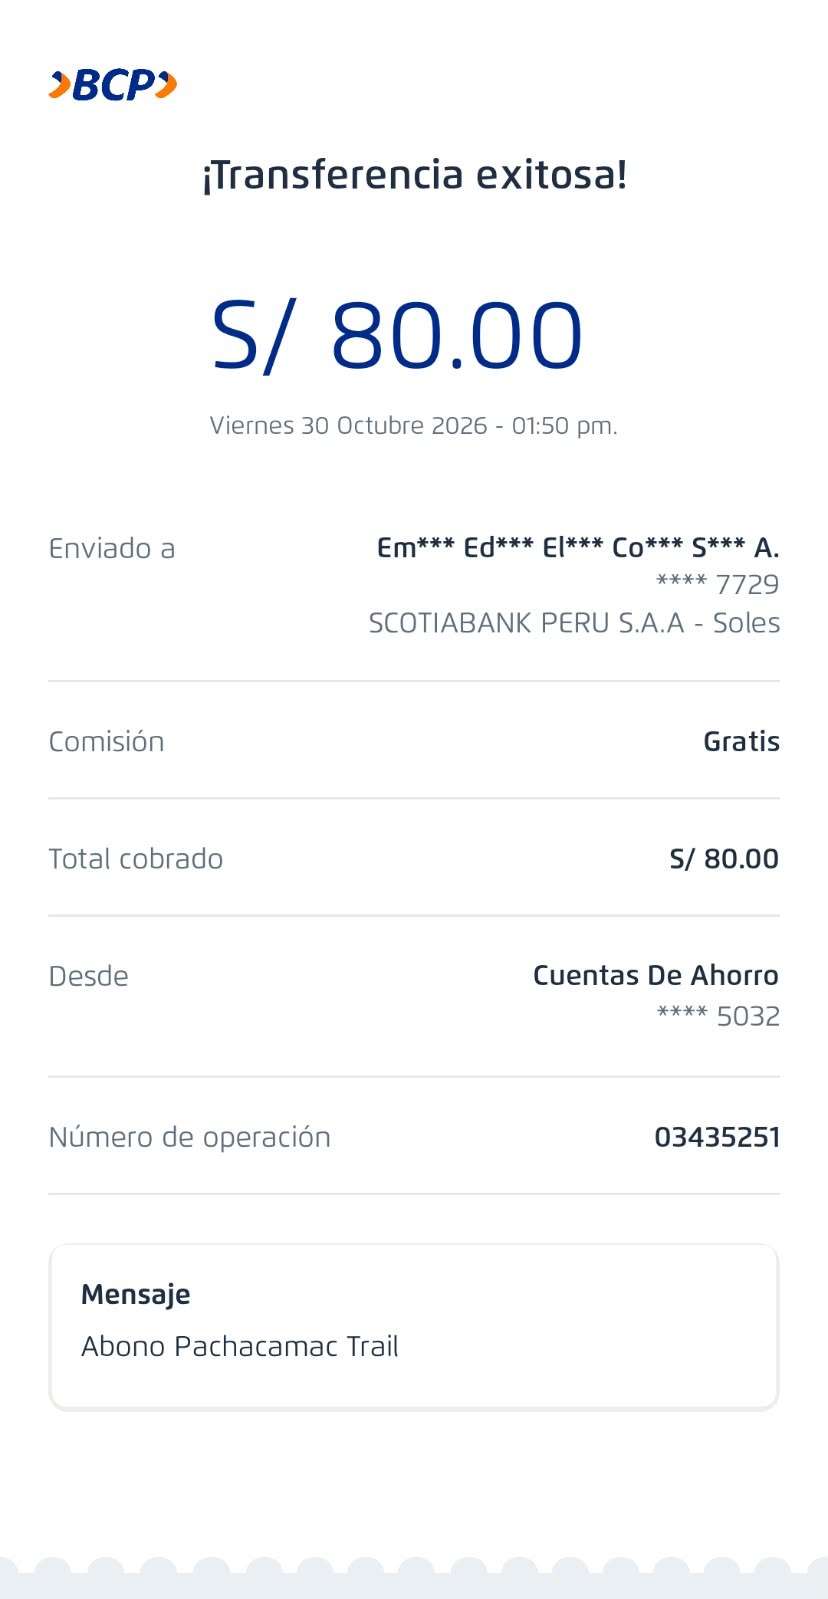 BCP
¡Transferencia exitosa!
S/ 80.00
Viernes 30 Octubre 2026 - 01:50 pm.
Enviado a
Em*** Ed*** El*** Co*** S*** A.
**** 7729
SCOTIABANK PERU S.A.A - Soles
Comisión
Gratis
Total cobrado
S/ 80.00
Desde
Cuentas De Ahorro
**** 5032
Número de operación
03435251
Mensaje
Abono Pachacamac Trail